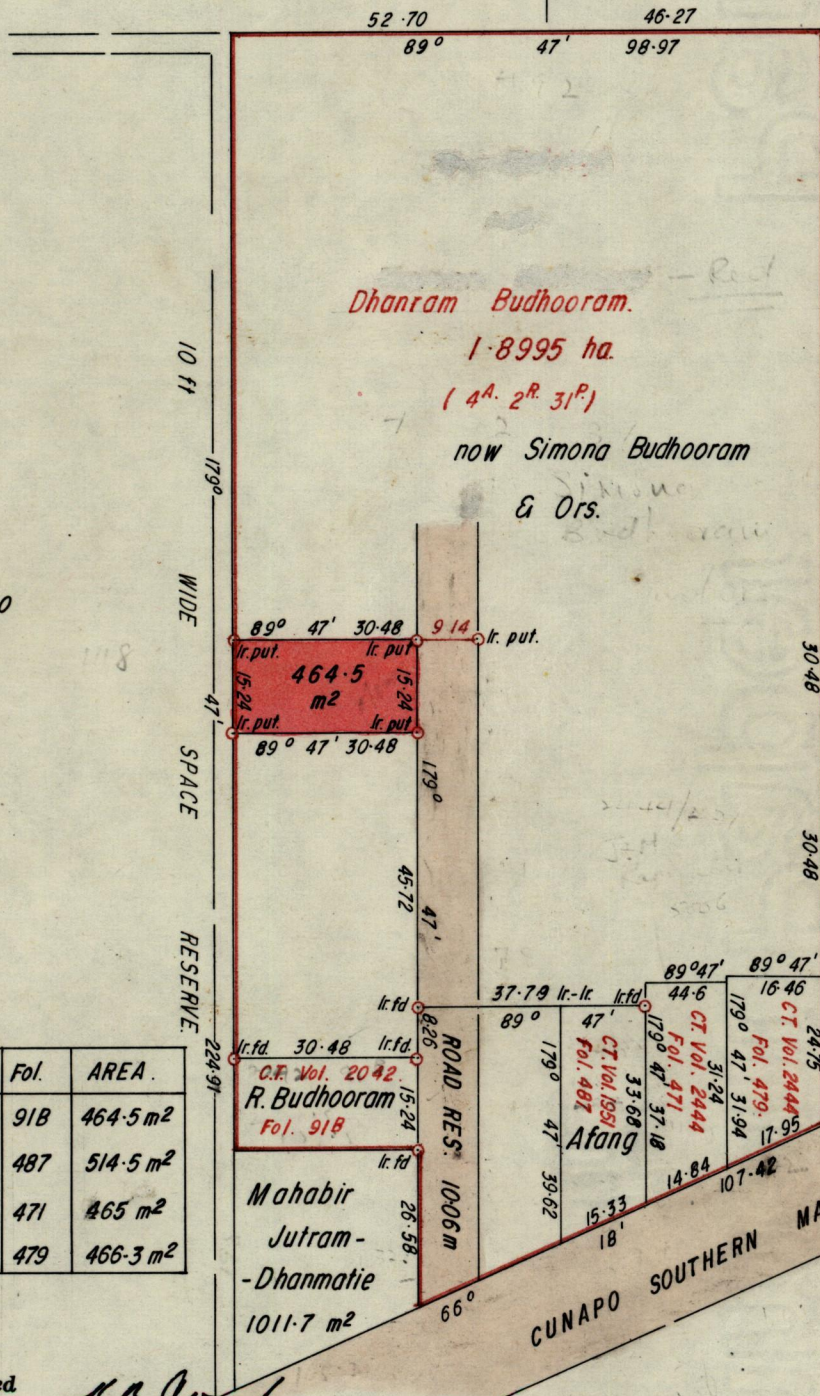 52·70 46·27
89° 47' 98·97
Dhanram Budhooram.
1·8995 ha.
( 4A. 2R. 31P.)
now Simona Budhooram
& Ors.
10 ft WIDE SPACE RESERVE.
179° 47' 224·91
89° 47' 30·48
9·14
Ir. put.
Ir. put.
Ir. put
464·5
m2
15·24
15·24
Ir. put.
Ir. put
89° 47' 30·48
179° 47'
45·72
30·48
30·48
Ir. fd
37·79 Ir.-Ir.
Ir. fd
89° 47'
8·26
Ir. fd.
30·48
Ir. fd.
C.T. Vol. 2042.
R. Budhooram
Fol. 91B
15·24
Ir. fd
ROAD RES. 10·06m
26·58.
Mahabir
Jutram-
-Dhanmatie
1011·7 m2
179° 47' 39·62
CT. Vol. 1951
Fol. 487
33·68
Afang
15·33
89° 47'
44·6
179° 47' 37·18
CT. Vol. 2444
Fol. 471
31·24
14·84
89° 47'
16·46
179° 47' 31·94
CT. Vol. 2444
Fol. 479.
24·75
17·95
107·42
66° 18'
CUNAPO SOUTHERN MA
Fol. AREA.
91B 464·5 m2
487 514·5 m2
471 465 m2
479 466·3 m2
ed